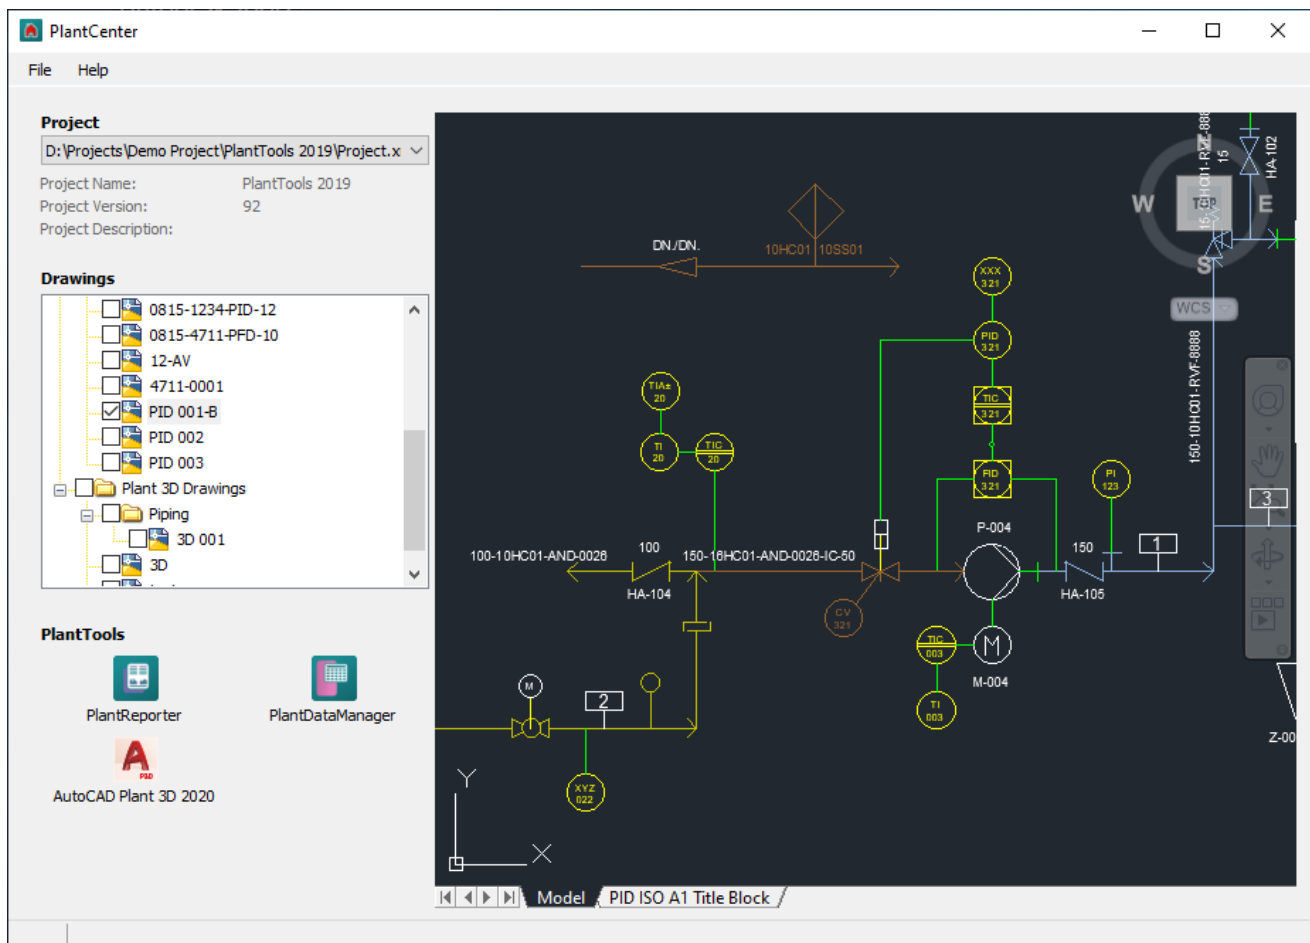 PlantCenter
File Help
Project
D:\Projects\Demo Project\PlantTools 2019\Project.x
Project Name: PlantTools 2019
Project Version: 92
Project Description:
Drawings
0815-1234-PID-12
0815-4711-PFD-10
12-AV
4711-0001
PID 001-B
PID 002
PID 003
Plant 3D Drawings
Piping
3D 001
3D
PlantTools
PlantReporter
PlantDataManager
P&ID
AutoCAD Plant 3D 2020
DN./DN.
10HC01 10SS01
XXX
321
PID
321
TIC
321
FID
321
TIA±
20
TI
20
TIC
20
PI
123
P-004
100-10HC01-AND-0026
100
HA-104
150-16HC01-AND-0026-IC-50
CV
321
150
HA-105
1
TIC
003
M
M-004
TI
003
M
2
XYZ
022
3
150-10HC01-RVF-8888
15
HA-102
W
TOP
E
S
WCS
Z-00
Y
X
Model
PID ISO A1 Title Block